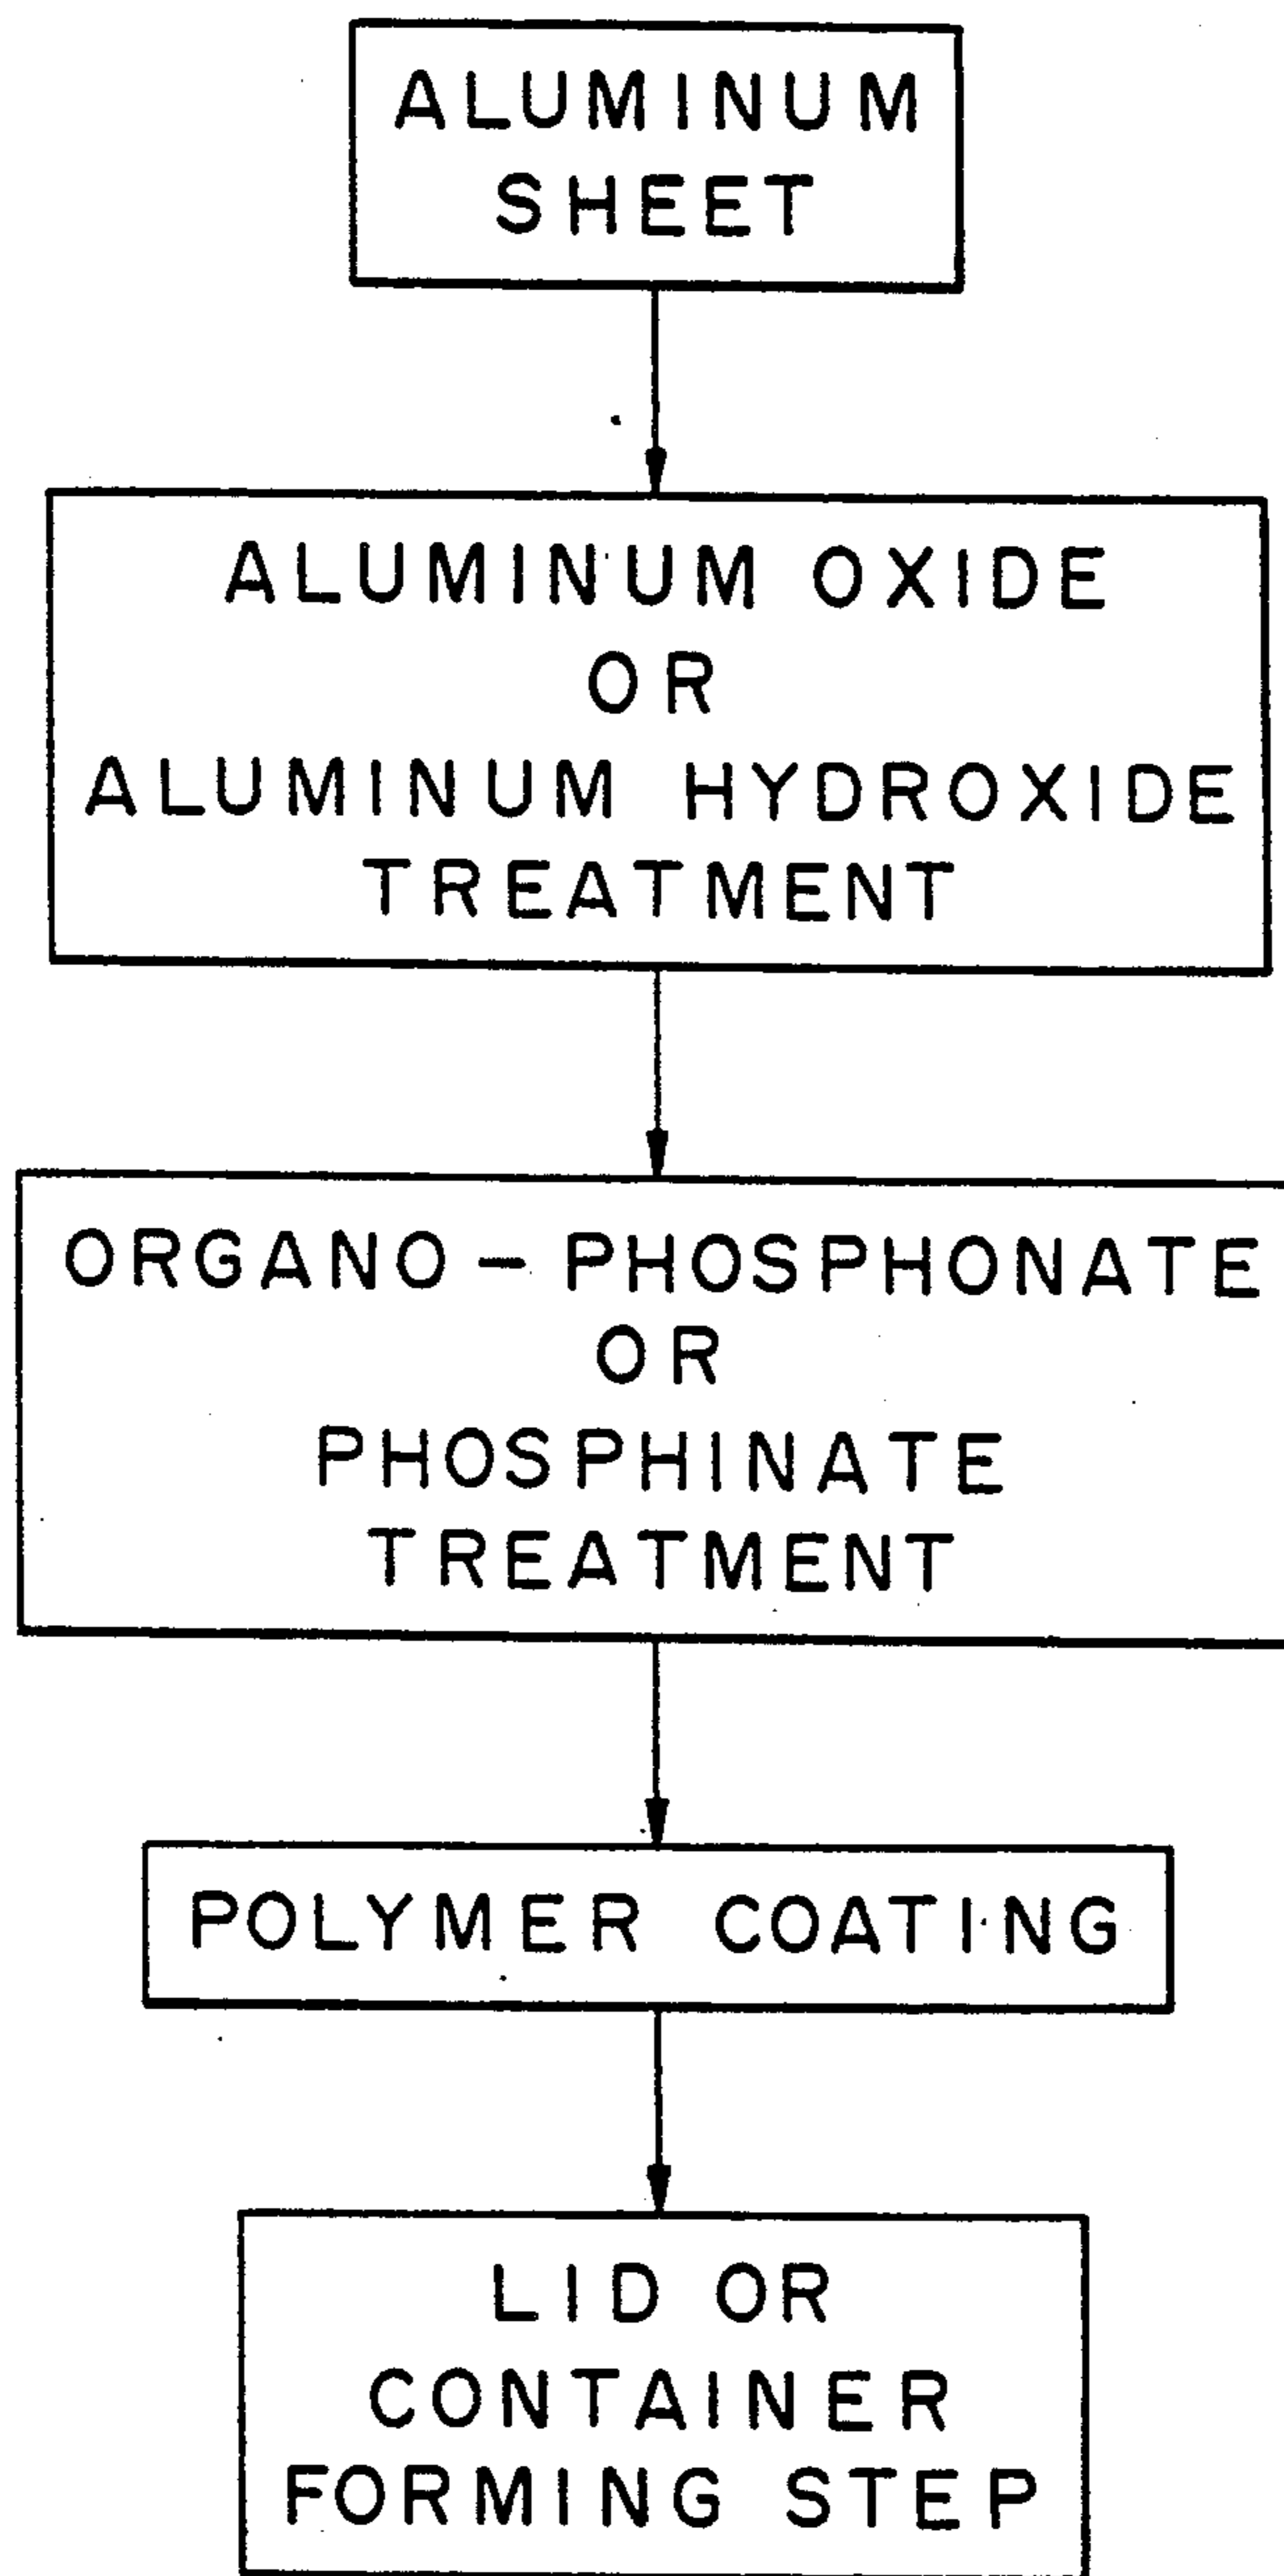 ALUMINUM
SHEET
ALUMINUM OXIDE
OR
ALUMINUM HYDROXIDE
TREATMENT
ORGANO-PHOSPHONATE
OR
PHOSPHINATE
TREATMENT
POLYMER COATING
LID OR
CONTAINER
FORMING STEP